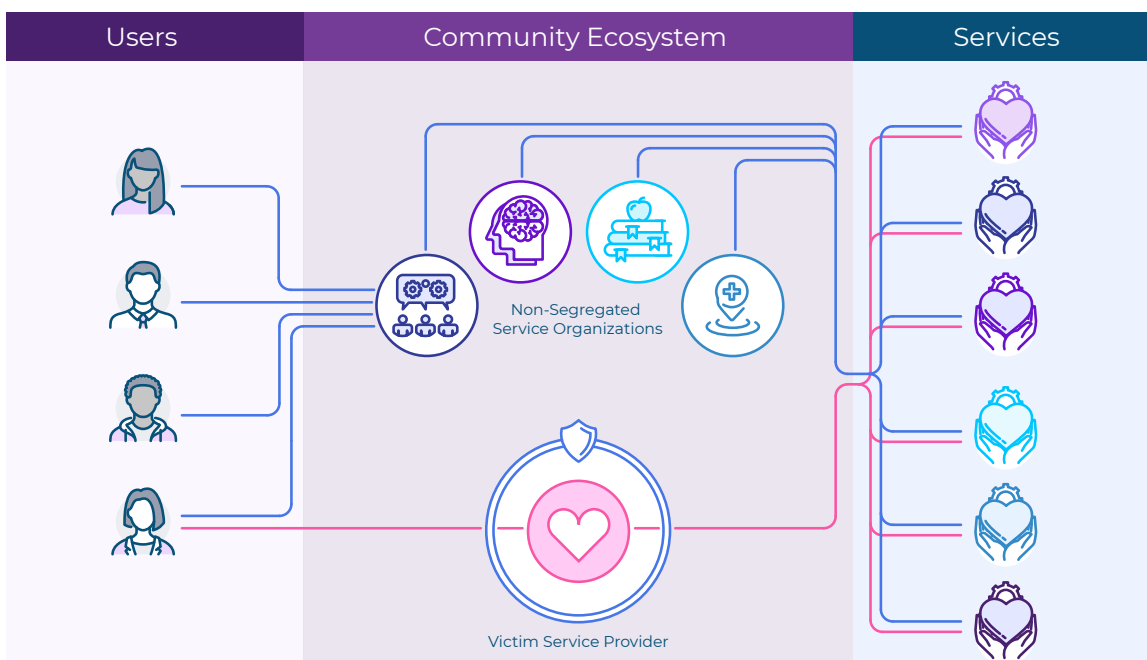 Users
Community Ecosystem
Services
Non-Segregated
Service Organizations
Victim Service Provider